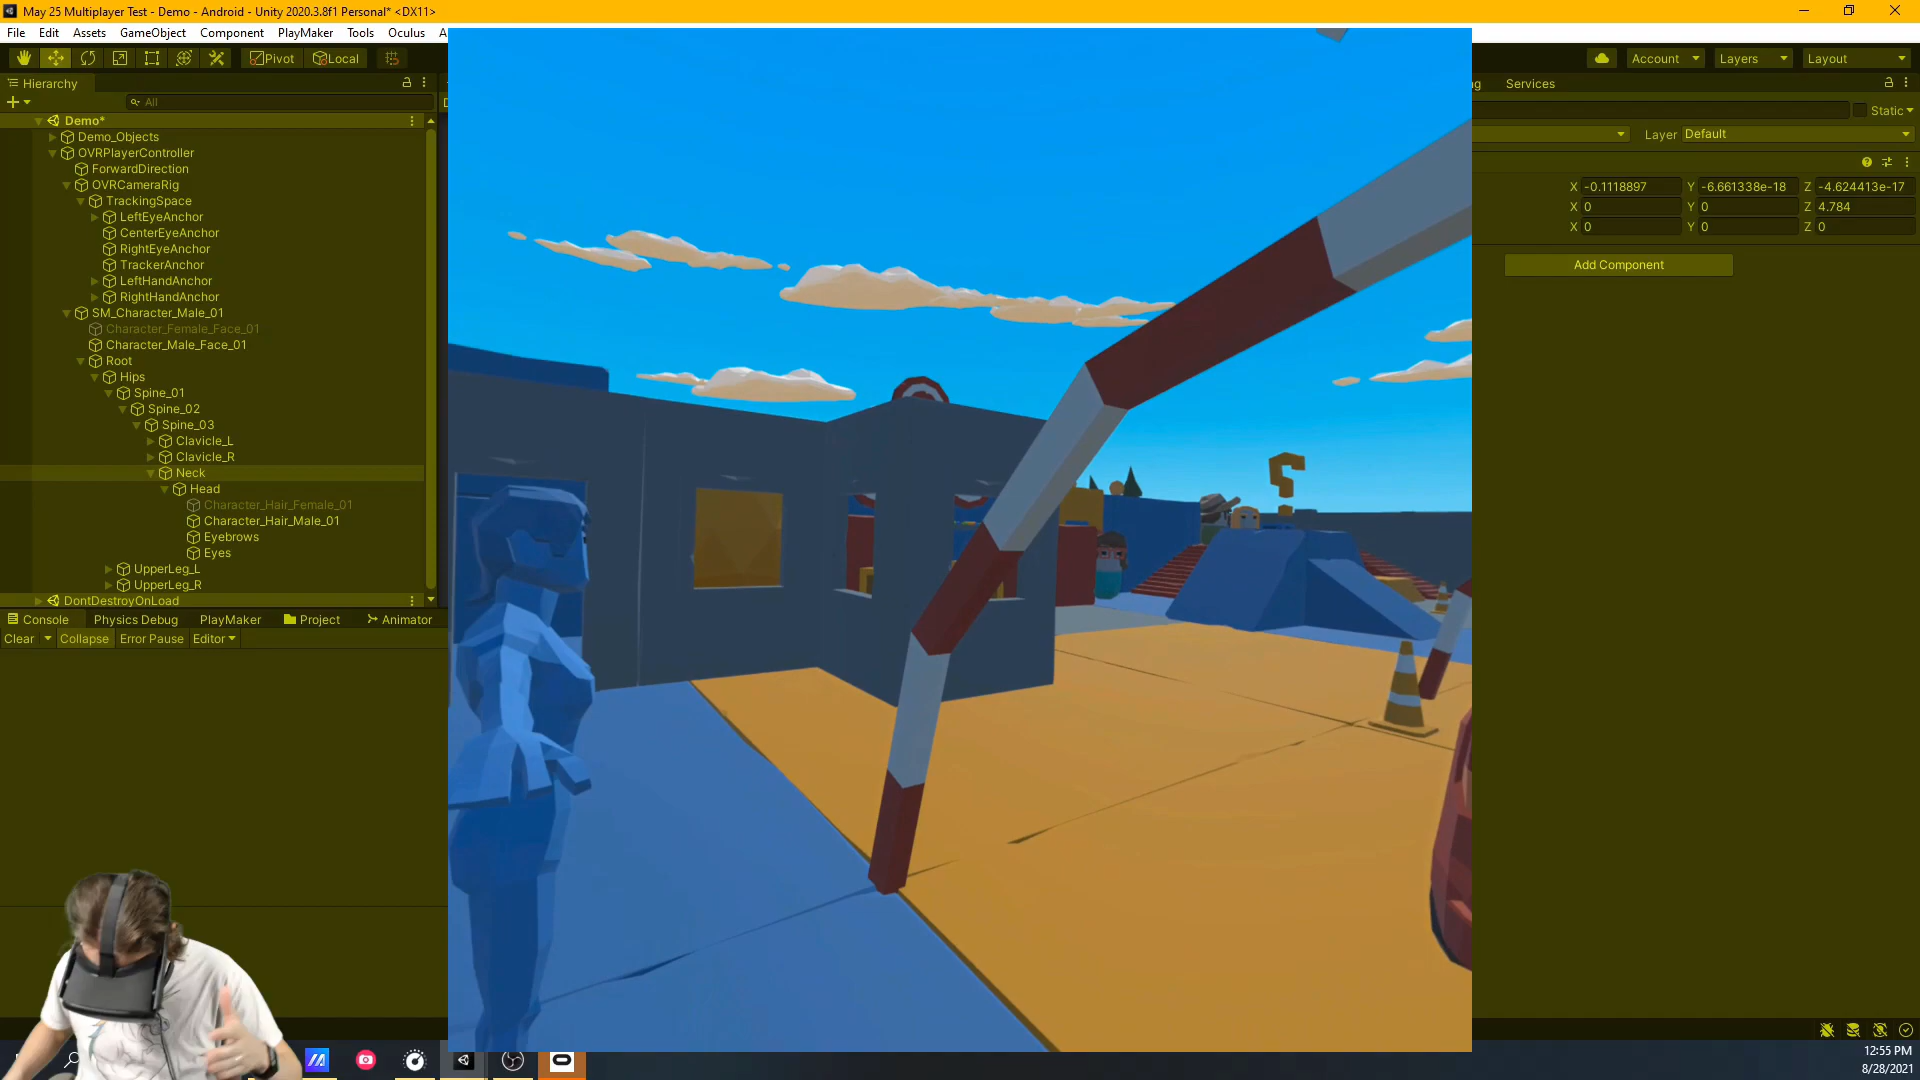 May 25 Multiplayer Test - Demo - Android - Unity 2020.3.8f1 Personal* <DX11>
File Edit Assets GameObject Component PlayMaker Tools Oculus A
Pivot Local Account Layers Layout
Hierarchy
All
Services
Static
Layer Default
Demo*
Demo_Objects
OVRPlayerController
ForwardDirection
OVRCameraRig
TrackingSpace
LeftEyeAnchor
CenterEyeAnchor
RightEyeAnchor
TrackerAnchor
LeftHandAnchor
RightHandAnchor
SM_Character_Male_01
Character_Female_Face_01
Character_Male_Face_01
Root
Hips
Spine_01
Spine_02
Spine_03
Clavicle_L
Clavicle_R
Neck
Head
Character_Hair_Female_01
Character_Hair_Male_01
Eyebrows
Eyes
UpperLeg_L
UpperLeg_R
DontDestroyOnLoad
X -0.1118897 Y -6.661338e-18 Z -4.624413e-17
X 0 Y 0 Z 4.784
X 0 Y 0 Z 0
Add Component
Console Physics Debug PlayMaker Project Animator
Clear Collapse Error Pause Editor
12:55 PM
8/28/2021